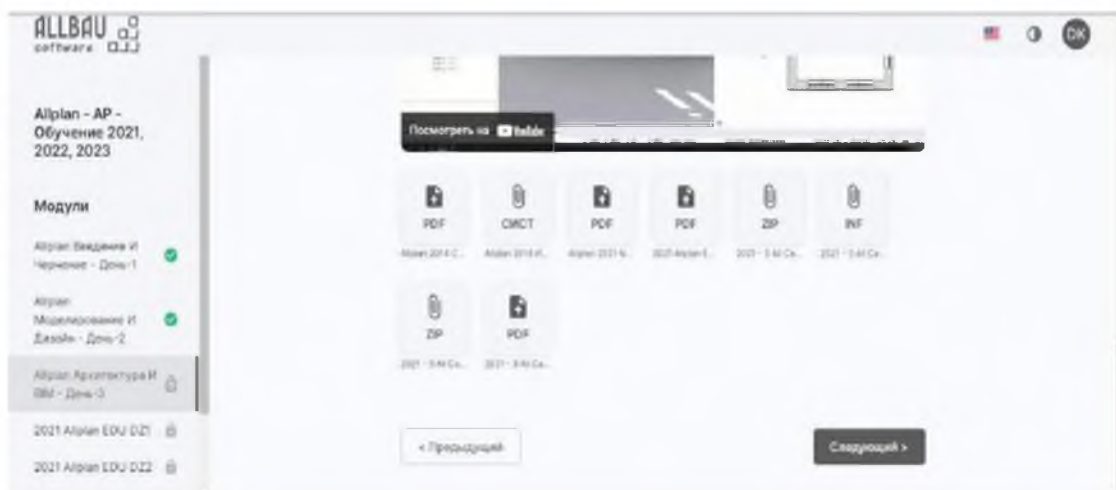 ALLBAU
software
DK
Allplan - AP -
Обучение 2021,
2022, 2023
Модули
Allplan Введение И
Черчение - День-1
Allplan
Моделирование И
Дизайн - День-2
Allplan Архитектура И
BIM - День-3
2021 Allplan EDU DZ1
2021 Allplan EDU DZ2
Посмотреть на YouTube
PDF СИСТ PDF PDF ZIP INF
ZIP PDF
< Предыдущий
Следующий >